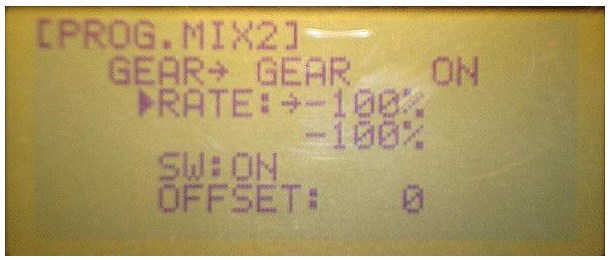 [PROG.MIX2]
GEAR→ GEAR ON
▶RATE:→-100%
-100%
SW:ON
OFFSET: 0